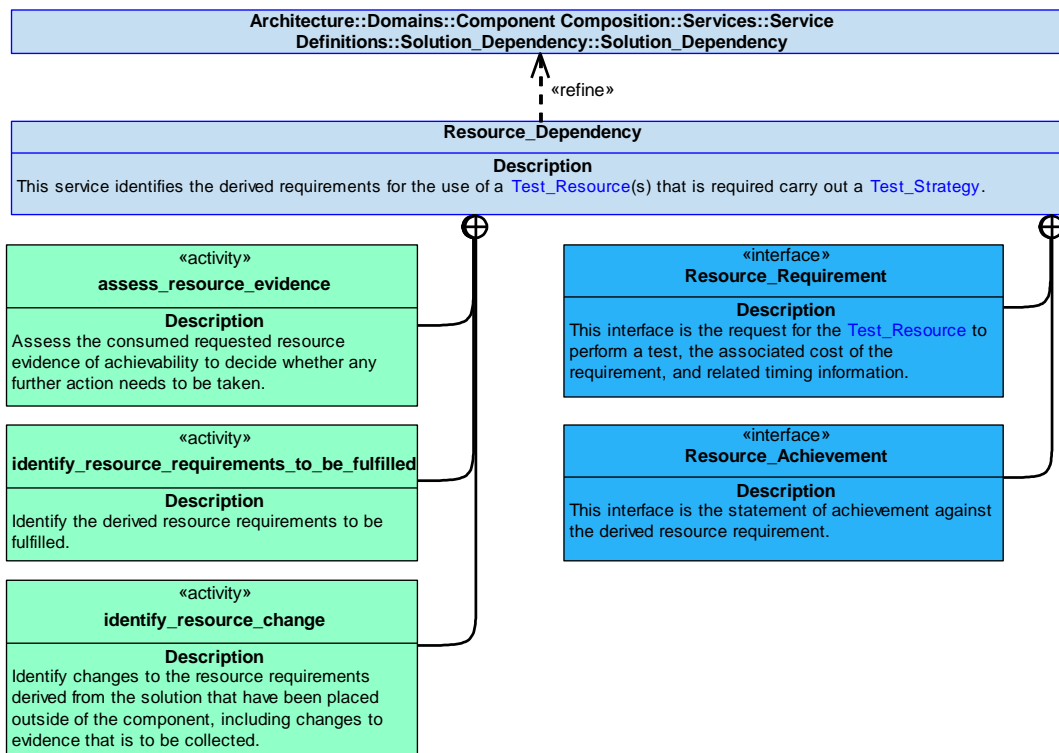 Architecture::Domains::Component Composition::Services::Service
Definitions::Solution_Dependency::Solution_Dependency
«refine»
Resource_Dependency
Description
This service identifies the derived requirements for the use of a Test_Resource(s) that is required carry out a Test_Strategy.
«activity»
assess_resource_evidence
Description
Assess the consumed requested resource
evidence of achievability to decide whether any
further action needs to be taken.
«activity»
identify_resource_requirements_to_be_fulfilled
Description
Identify the derived resource requirements to be
fulfilled.
«activity»
identify_resource_change
Description
Identify changes to the resource requirements
derived from the solution that have been placed
outside of the component, including changes to
evidence that is to be collected.
«interface»
Resource_Requirement
Description
This interface is the request for the Test_Resource to
perform a test, the associated cost of the
requirement, and related timing information.
«interface»
Resource_Achievement
Description
This interface is the statement of achievement against
the derived resource requirement.